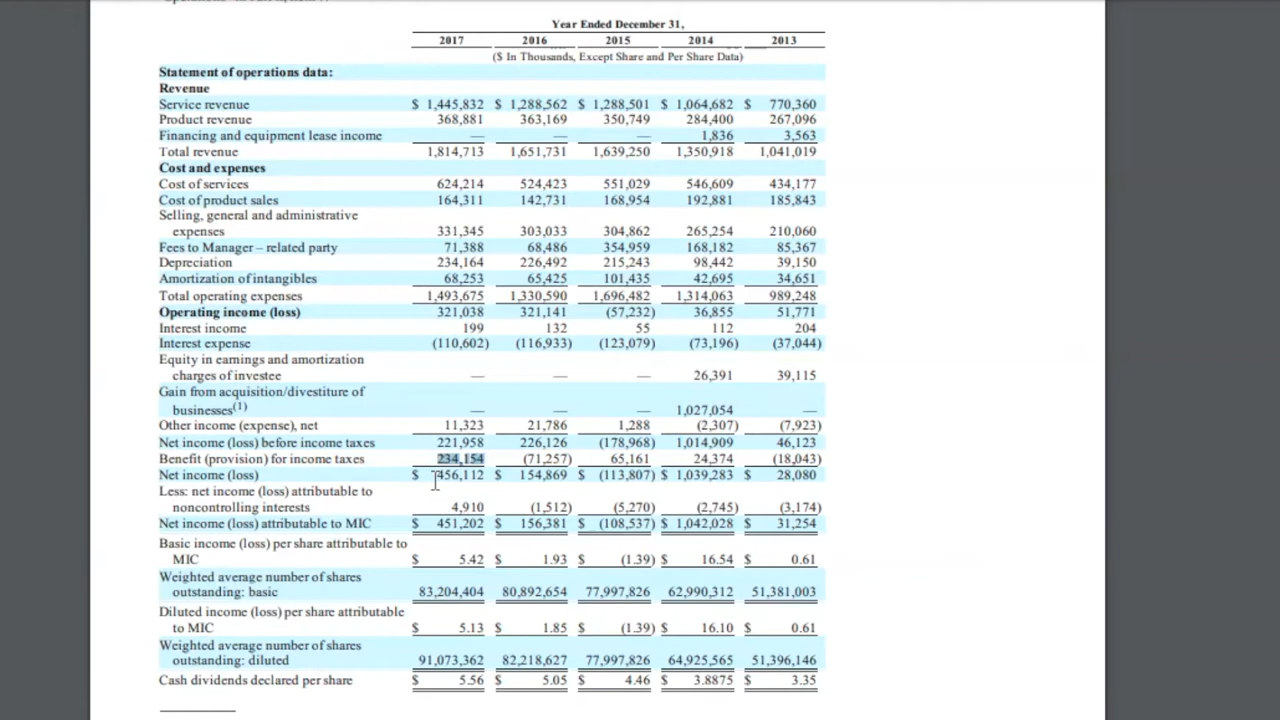 Year Ended December 31,
2017 2016 2015 2014 2013
($ In Thousands, Except Share and Per Share Data)
Statement of operations data:
Revenue
Service revenue $ 1,445,832 $ 1,288,562 $ 1,288,501 $ 1,064,682 $ 770,360
Product revenue 368,881 363,169 350,749 284,400 267,096
Financing and equipment lease income — — — 1,836 3,563
Total revenue 1,814,713 1,651,731 1,639,250 1,350,918 1,041,019
Cost and expenses
Cost of services 624,214 524,423 551,029 546,609 434,177
Cost of product sales 164,311 142,731 168,954 192,881 185,843
Selling, general and administrative
expenses 331,345 303,033 304,862 265,254 210,060
Fees to Manager – related party 71,388 68,486 354,959 168,182 85,367
Depreciation 234,164 226,492 215,243 98,442 39,150
Amortization of intangibles 68,253 65,425 101,435 42,695 34,651
Total operating expenses 1,493,675 1,330,590 1,696,482 1,314,063 989,248
Operating income (loss) 321,038 321,141 (57,232) 36,855 51,771
Interest income 199 132 55 112 204
Interest expense (110,602) (116,933) (123,079) (73,196) (37,044)
Equity in earnings and amortization
charges of investee — — — 26,391 39,115
Gain from acquisition/divestiture of
businesses(1) — — — 1,027,054 —
Other income (expense), net 11,323 21,786 1,288 (2,307) (7,923)
Net income (loss) before income taxes 221,958 226,126 (178,968) 1,014,909 46,123
Benefit (provision) for income taxes 234,154 (71,257) 65,161 24,374 (18,043)
Net income (loss) $ 456,112 $ 154,869 $ (113,807) $ 1,039,283 $ 28,080
Less: net income (loss) attributable to
noncontrolling interests 4,910 (1,512) (5,270) (2,745) (3,174)
Net income (loss) attributable to MIC $ 451,202 $ 156,381 $ (108,537) $ 1,042,028 $ 31,254
Basic income (loss) per share attributable to
MIC $ 5.42 $ 1.93 $ (1.39) $ 16.54 $ 0.61
Weighted average number of shares
outstanding: basic 83,204,404 80,892,654 77,997,826 62,990,312 51,381,003
Diluted income (loss) per share attributable
to MIC $ 5.13 $ 1.85 $ (1.39) $ 16.10 $ 0.61
Weighted average number of shares
outstanding: diluted 91,073,362 82,218,627 77,997,826 64,925,565 51,396,146
Cash dividends declared per share $ 5.56 $ 5.05 $ 4.46 $ 3.8875 $ 3.35